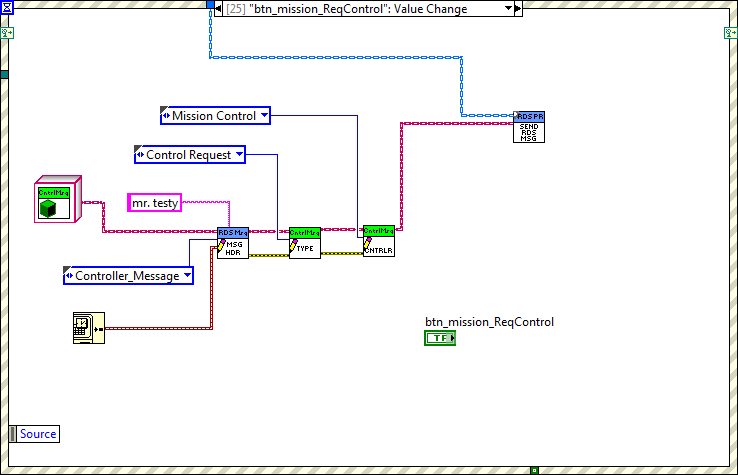 [25] "btn_mission_ReqControl": Value Change
Mission Control
RDS PR
SEND
RDS
MSG
Control Request
CntrlMsg
mr. testy
RDS Msg
MSG
HDR
CntrlMsg
TYPE
CntrlMsg
CNTRLR
Controller_Message
btn_mission_ReqControl
TF
Source